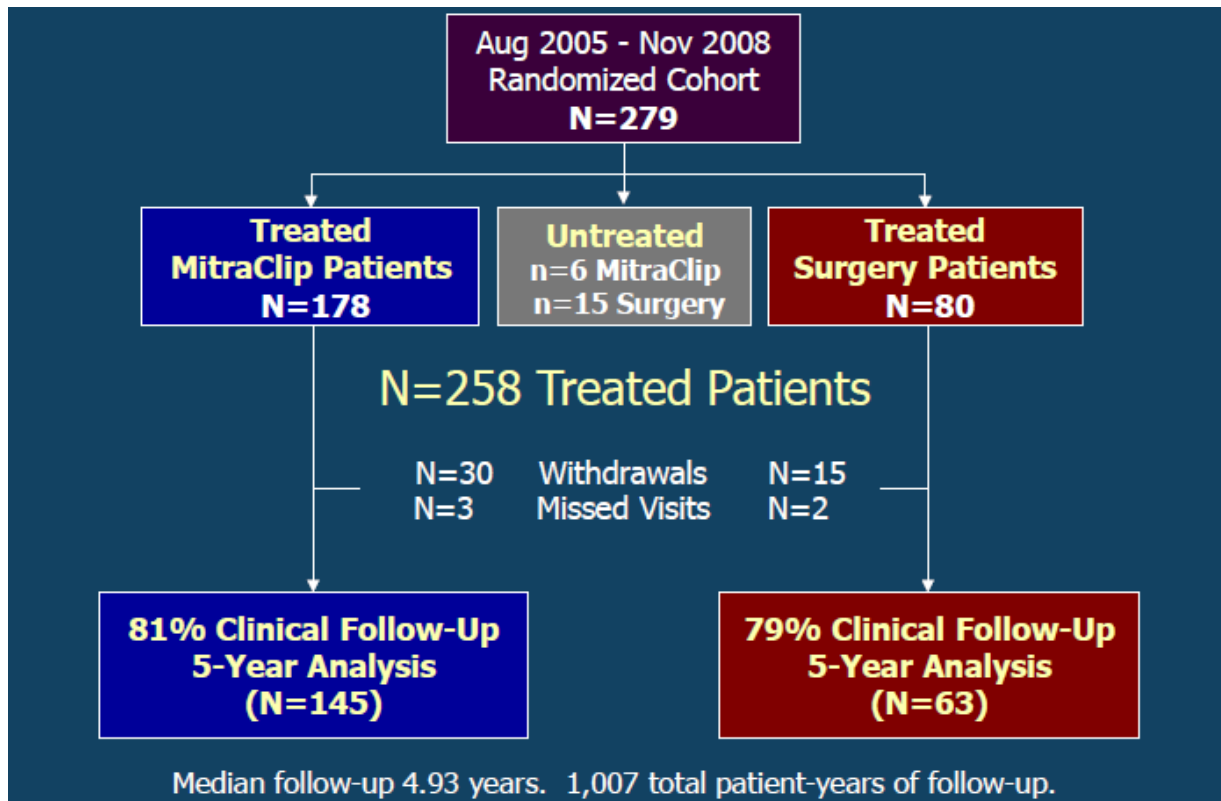 Aug 2005 - Nov 2008
Randomized Cohort
N=279
Treated
MitraClip Patients
N=178
Untreated
n=6 MitraClip
n=15 Surgery
Treated
Surgery Patients
N=80
N=258 Treated Patients
N=30 Withdrawals N=15
N=3 Missed Visits N=2
81% Clinical Follow-Up
5-Year Analysis
(N=145)
79% Clinical Follow-Up
5-Year Analysis
(N=63)
Median follow-up 4.93 years. 1,007 total patient-years of follow-up.